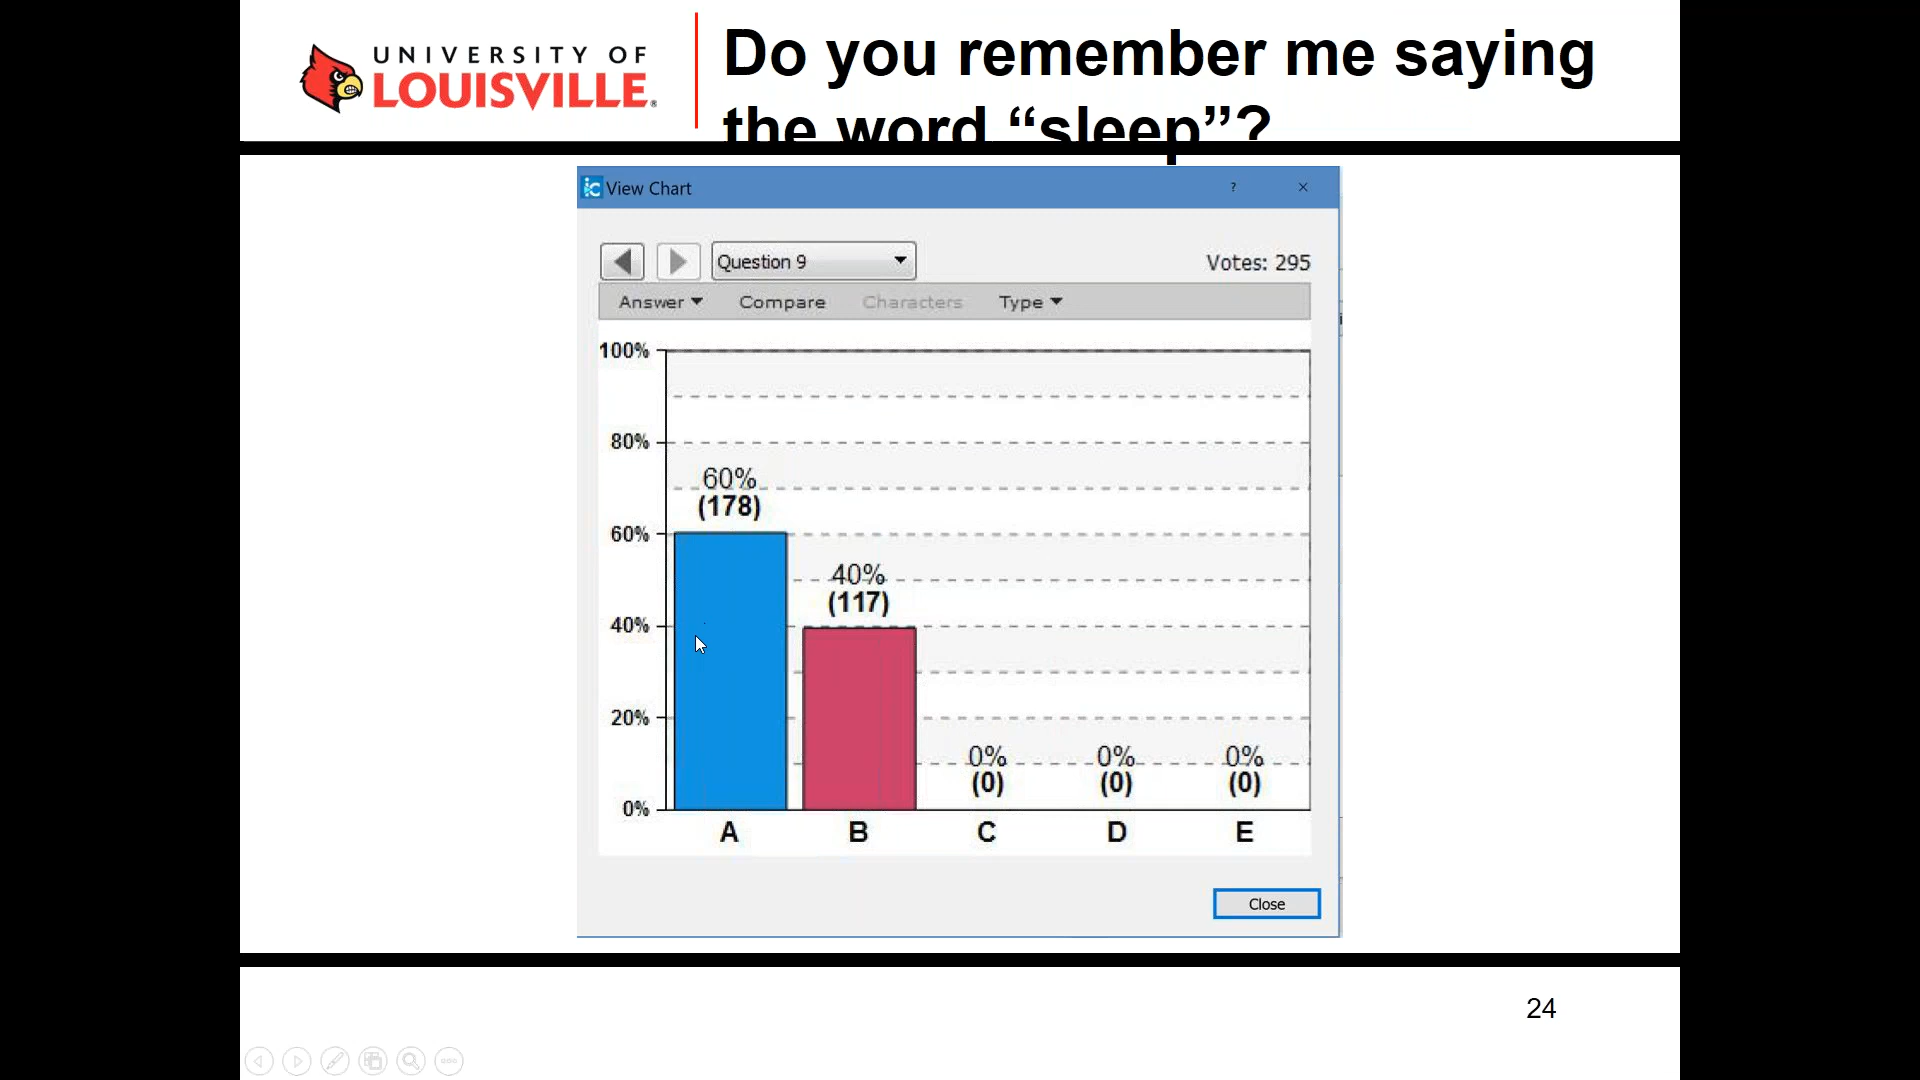 UNIVERSITY OF
LOUISVILLE®
Do you remember me saying
the word “sleep”?
iC View Chart
?
Question 9
Votes: 295
Answer
Compare
Characters
Type
100%
80%
60%
40%
20%
0%
60%
(178)
40%
(117)
0%
(0)
0%
(0)
0%
(0)
A B C D E
Close
24